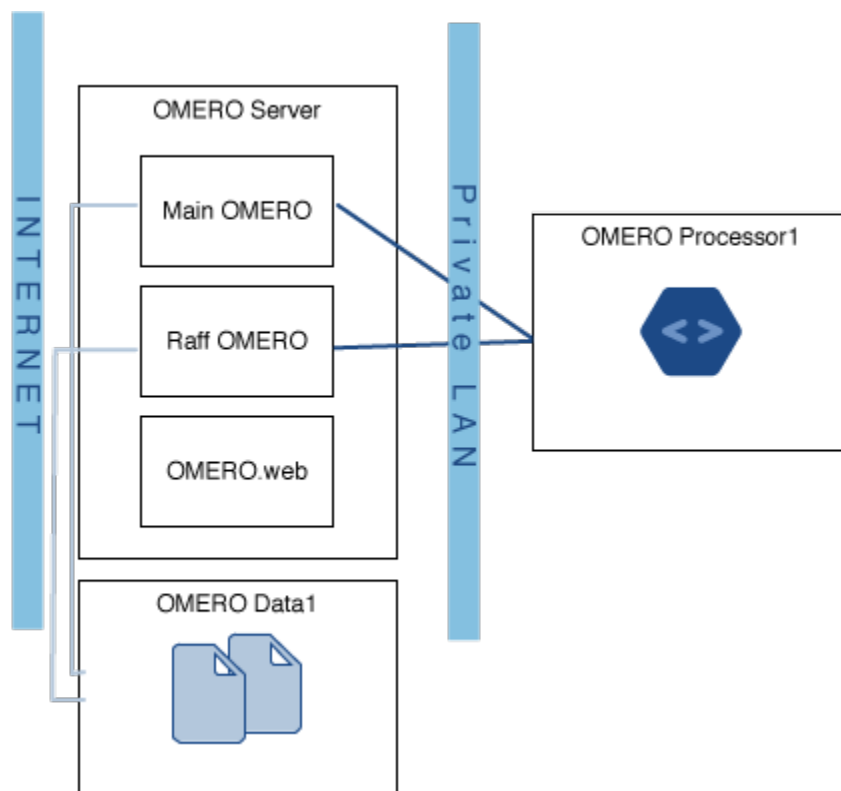 INTERNET
OMERO Server
Main OMERO
Raff OMERO
OMERO.web
OMERO Data1
Private LAN
OMERO Processor1
< >